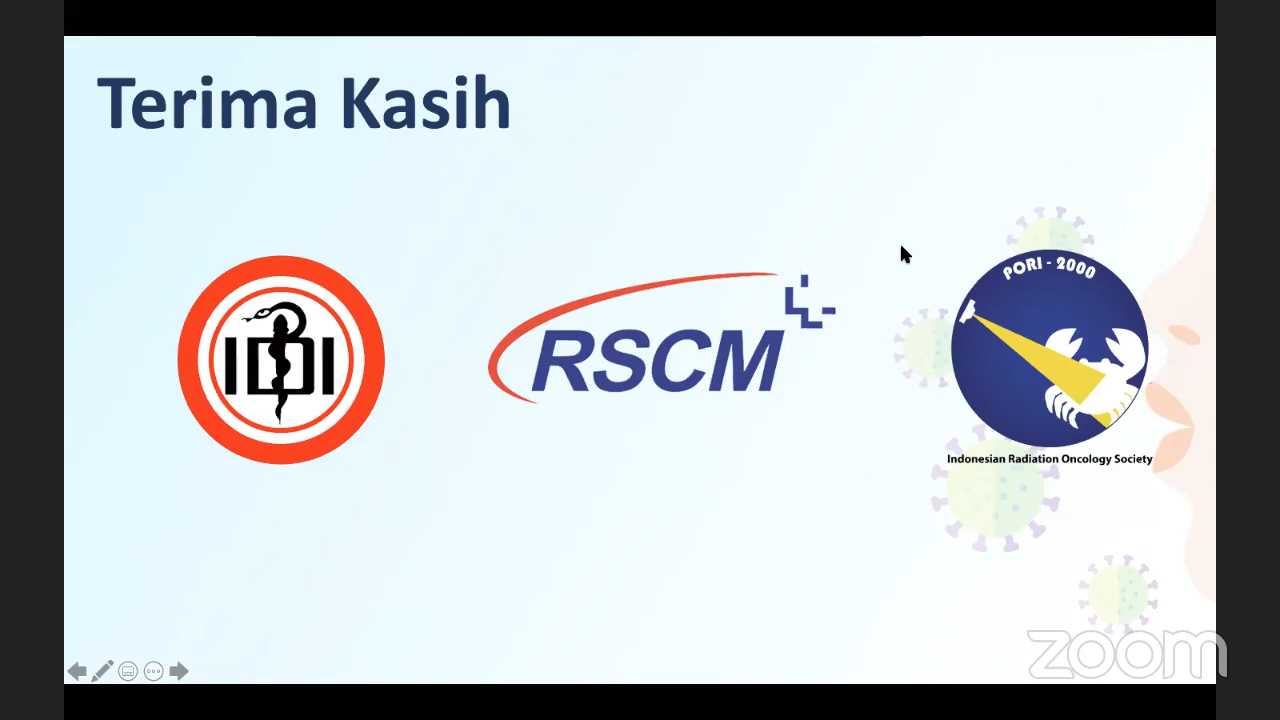 Terima Kasih
IDI
RSCM
PORI - 2000
Indonesian Radiation Oncology Society
zoom